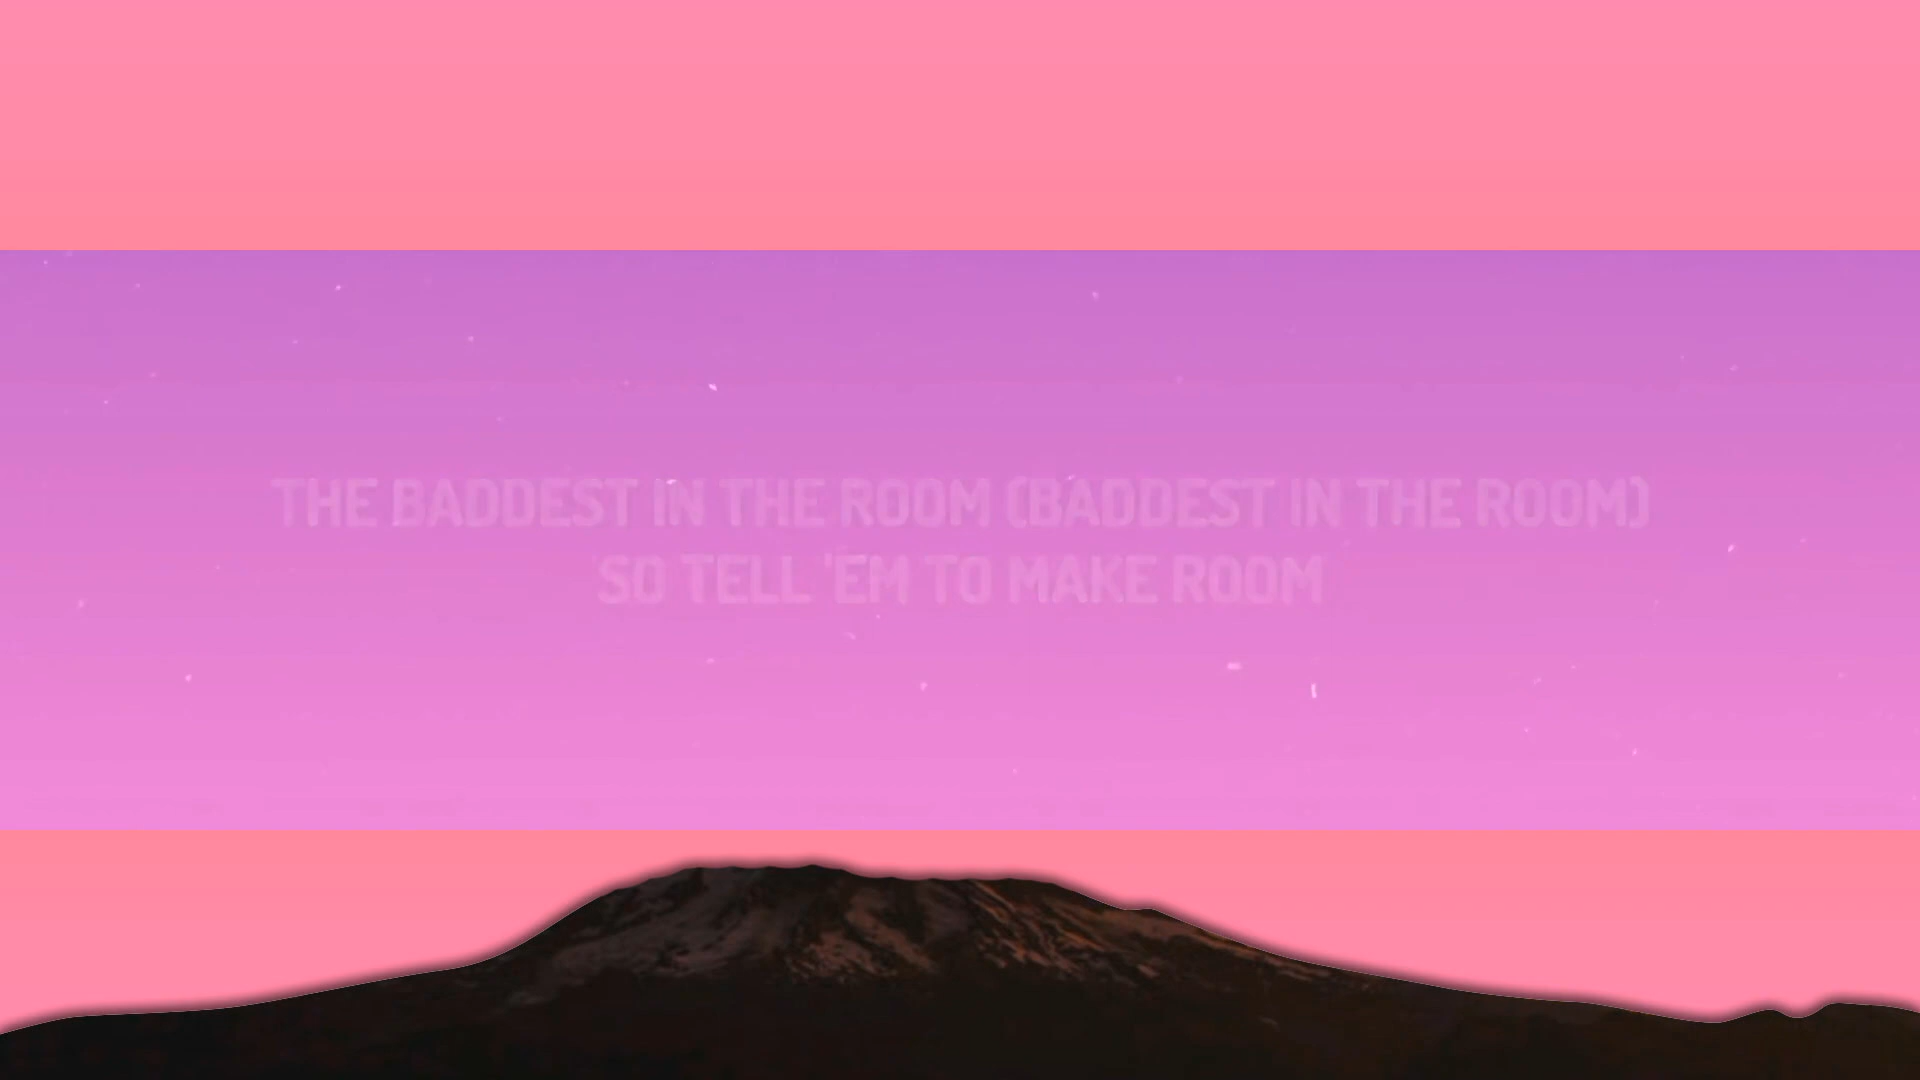 THE BADDEST IN THE ROOM (BADDEST IN THE ROOM)
SO TELL 'EM TO MAKE ROOM